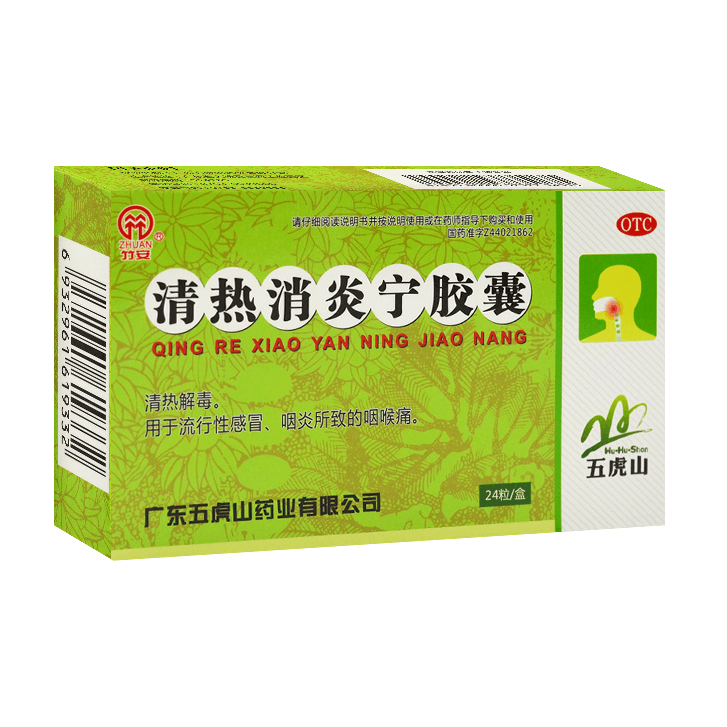 ZHUAN®
竹安
请仔细阅读说明书并按说明使用或在药师指导下购买和使用
国药准字Z44021862
OTC
清热消炎宁胶囊
QING RE XIAO YAN NING JIAO NANG
清热解毒。
用于流行性感冒、咽炎所致的咽喉痛。
24粒/盒
广东五虎山药业有限公司
Wu-Hu-Shan
五虎山
6932961619332